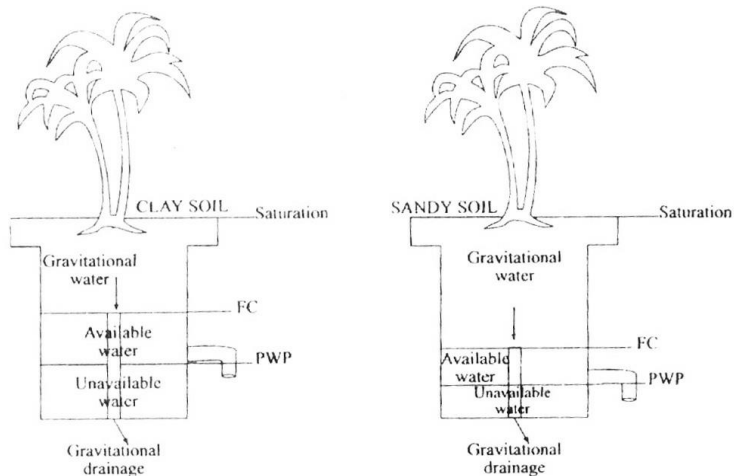 CLAY SOIL
Saturation
Gravitational
water
FC
Available
water
PWP
Unavailable
water
Gravitational
drainage
SANDY SOIL
Saturation
Gravitational
water
FC
Available
water
PWP
Unavailable
water
Gravitational
drainage